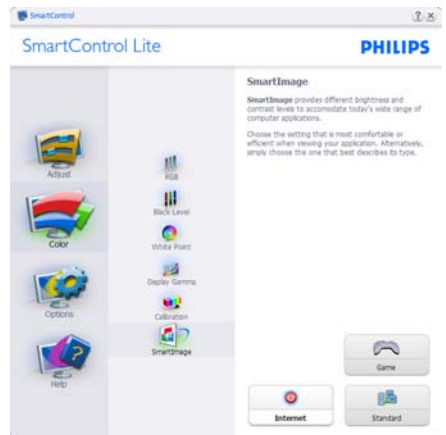 SmartControl
? x
SmartControl Lite
PHILIPS
Adjust
Color
Options
Help
RGB
Black Level
White Point
Display Gamma
Calibration
SmartImage
SmartImage
SmartImage provides different brightness and
contrast levels to accomodate today's wide range of
computer applications.
Choose the setting that is most comfortable or
efficient when viewing your application. Alternatively,
simply choose the one that best describes its type.
Game
Internet
Standard